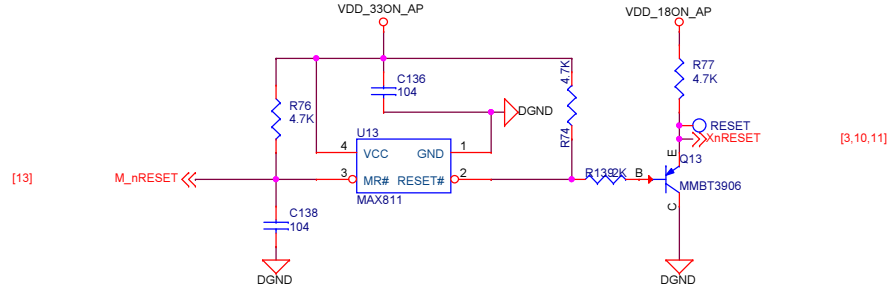 VDD_33ON_AP
VDD_18ON_AP
R77
4.7K
C136
104
4.7K
R74
DGND
R76
4.7K
RESET
XnRESET
[3,10,11]
U13
4
VCC
GND
1
E
Q13
[13]
M_nRESET
3
MR#
RESET#
2
R139
2K
B
MMBT3906
MAX811
C
C138
104
DGND
DGND